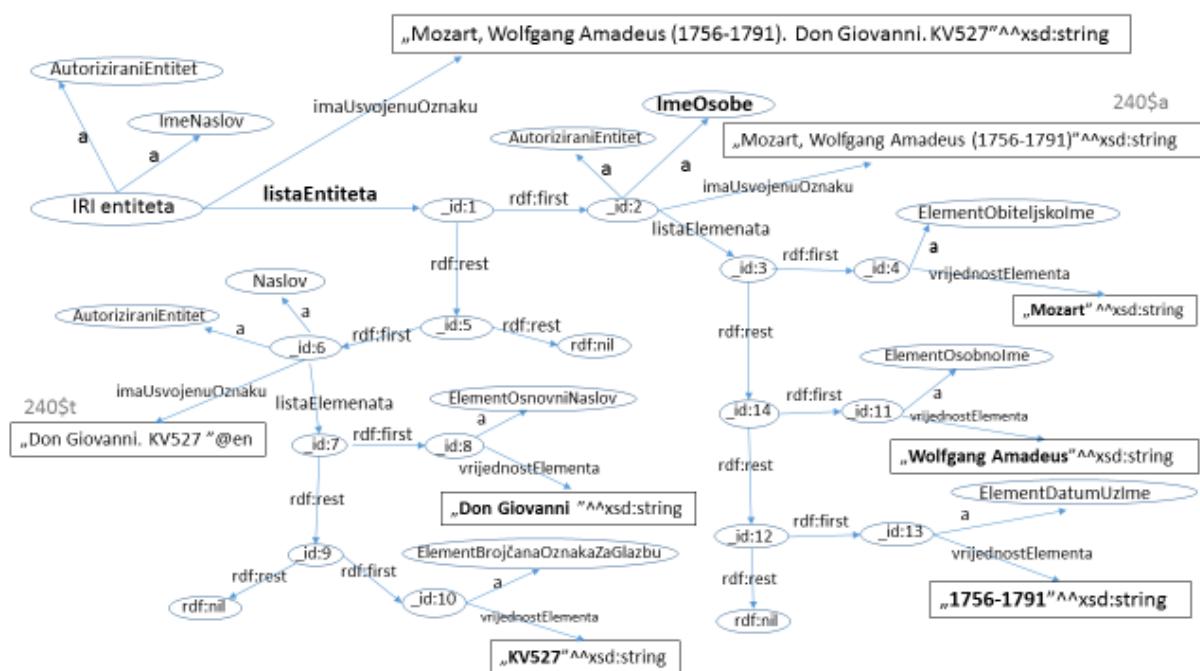 „Mozart, Wolfgang Amadeus (1756-1791). Don Giovanni. KV527”^^xsd:string
AutoriziraniEntitet
imaUsvojenuOznaku
ImeOsobe
240$a
ImeNaslov
a
a
AutoriziraniEntitet
„Mozart, Wolfgang Amadeus (1756-1791)”^^xsd:string
a
a
imaUsvojenuOznaku
IRI entiteta
listaEntiteta
_id:1
rdf:first
_id:2
ElementObiteljskoIme
listaElemenata
a
rdf:rest
_id:3
rdf:first
_id:4
vrijednostElementa
Naslov
a
„Mozart” ^^xsd:string
AutoriziraniEntitet
a
_id:6
rdf:first
_id:5
rdf:rest
rdf:nil
rdf:rest
ElementOsobnoIme
imaUsvojenuOznaku
a
240$t
listaElemenata
ElementOsnovniNaslov
rdf:first
_id:14
_id:11
vrijednostElementa
a
„Don Giovanni. KV527 ”@en
_id:7
rdf:first
_id:8
„Wolfgang Amadeus”^^xsd:string
vrijednostElementa
rdf:rest
rdf:rest
„Don Giovanni ”^^xsd:string
ElementDatumUzIme
rdf:first
a
_id:12
_id:13
_id:9
ElementBrojčanaOznakaZaGlazbu
vrijednostElementa
rdf:rest
rdf:first
a
rdf:rest
rdf:nil
_id:10
„1756-1791”^^xsd:string
vrijednostElementa
rdf:nil
„KV527”^^xsd:string